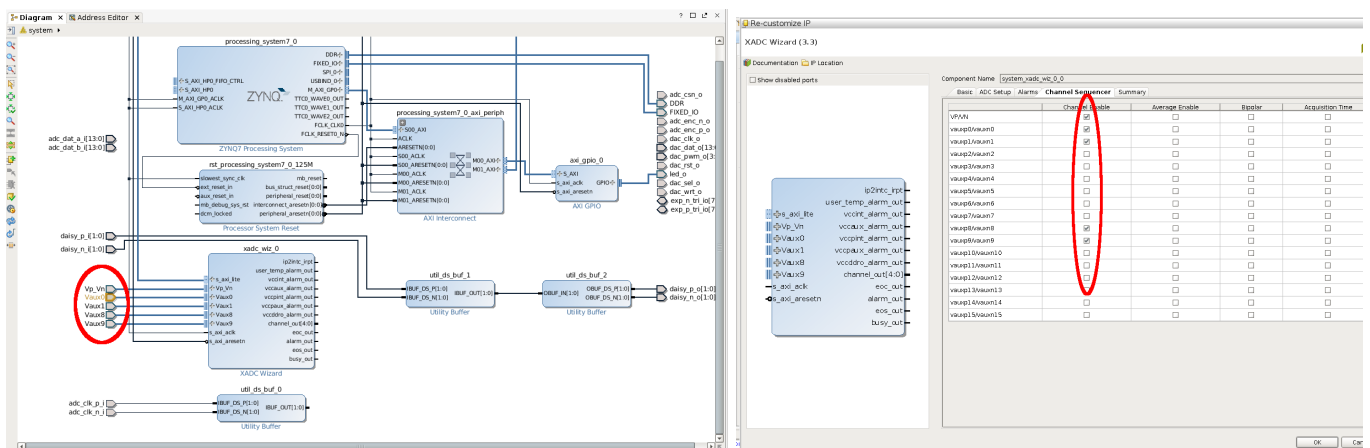 Diagram
Address Editor
system
processing_system7_0
DDR
FIXED_IO
SPI_0
USBIND_0
M_AXI_GP0
TTC0_WAVE0_OUT
TTC0_WAVE1_OUT
TTC0_WAVE2_OUT
FCLK_CLK0
FCLK_RESET0_N
S_AXI_HP0_FIFO_CTRL
S_AXI_HP0
M_AXI_GP0_ACLK
S_AXI_HP0_ACLK
ZYNQ
ZYNQ7 Processing System
adc_dat_a_i[13:0]
adc_dat_b_i[13:0]
rst_processing_system7_0_125M
slowest_sync_clk
ext_reset_in
aux_reset_in
mb_debug_sys_rst
dcm_locked
mb_reset
bus_struct_reset[0:0]
peripheral_reset[0:0]
interconnect_aresetn[0:0]
peripheral_aresetn[0:0]
Processor System Reset
processing_system7_0_axi_periph
S00_AXI
ACLK
ARESETN[0:0]
S00_ACLK
S00_ARESETN[0:0]
M00_ACLK
M00_ARESETN[0:0]
M01_ACLK
M01_ARESETN[0:0]
M00_AXI
M01_AXI
AXI Interconnect
axi_gpio_0
S_AXI
s_axi_aclk
s_axi_aresetn
GPIO
AXI GPIO
adc_csn_o
DDR
FIXED_IO
adc_enc_n_o
adc_enc_p_o
dac_clk_o
dac_dat_o[13:
dac_pwm_o[3:
dac_rst_o
led_o
dac_sel_o
dac_wrt_o
exp_n_tri_io[7
exp_p_tri_io[7
daisy_p_i[1:0]
daisy_n_i[1:0]
xadc_wiz_0
Vp_Vn
Vaux0
Vaux1
Vaux8
Vaux9
s_axi_lite
Vp_Vn
Vaux0
Vaux1
Vaux8
Vaux9
s_axi_aclk
s_axi_aresetn
ip2intc_irpt
user_temp_alarm_out
vccint_alarm_out
vccaux_alarm_out
vccpint_alarm_out
vccpaux_alarm_out
vccddro_alarm_out
channel_out[4:0]
eoc_out
alarm_out
eos_out
busy_out
XADC Wizard
util_ds_buf_1
IBUF_DS_P[1:0]
IBUF_DS_N[1:0]
IBUF_OUT[1:0]
Utility Buffer
util_ds_buf_2
OBUF_IN[1:0]
OBUF_DS_P[1:0]
OBUF_DS_N[1:0]
Utility Buffer
daisy_p_o[1:0]
daisy_n_o[1:0]
adc_clk_p_i
adc_clk_n_i
util_ds_buf_0
IBUF_DS_P[1:0]
IBUF_DS_N[1:0]
IBUF_OUT[1:0]
Utility Buffer
Re-customize IP
XADC Wizard (3.3)
Documentation
IP Location
Show disabled ports
s_axi_lite
Vp_Vn
Vaux0
Vaux1
Vaux8
Vaux9
s_axi_aclk
s_axi_aresetn
ip2intc_irpt
user_temp_alarm_out
vccint_alarm_out
vccaux_alarm_out
vccpint_alarm_out
vccpaux_alarm_out
vccddro_alarm_out
channel_out[4:0]
eoc_out
alarm_out
eos_out
busy_out
Component Name system_xadc_wiz_0_0
Basic ADC Setup Alarms Channel Sequencer Summary
Channel Enable Average Enable Bipolar Acquisition Time
VP/VN
vauxp0/vauxn0
vauxp1/vauxn1
vauxp2/vauxn2
vauxp3/vauxn3
vauxp4/vauxn4
vauxp5/vauxn5
vauxp6/vauxn6
vauxp7/vauxn7
vauxp8/vauxn8
vauxp9/vauxn9
vauxp10/vauxn10
vauxp11/vauxn11
vauxp12/vauxn12
vauxp13/vauxn13
vauxp14/vauxn14
vauxp15/vauxn15
OK
Can